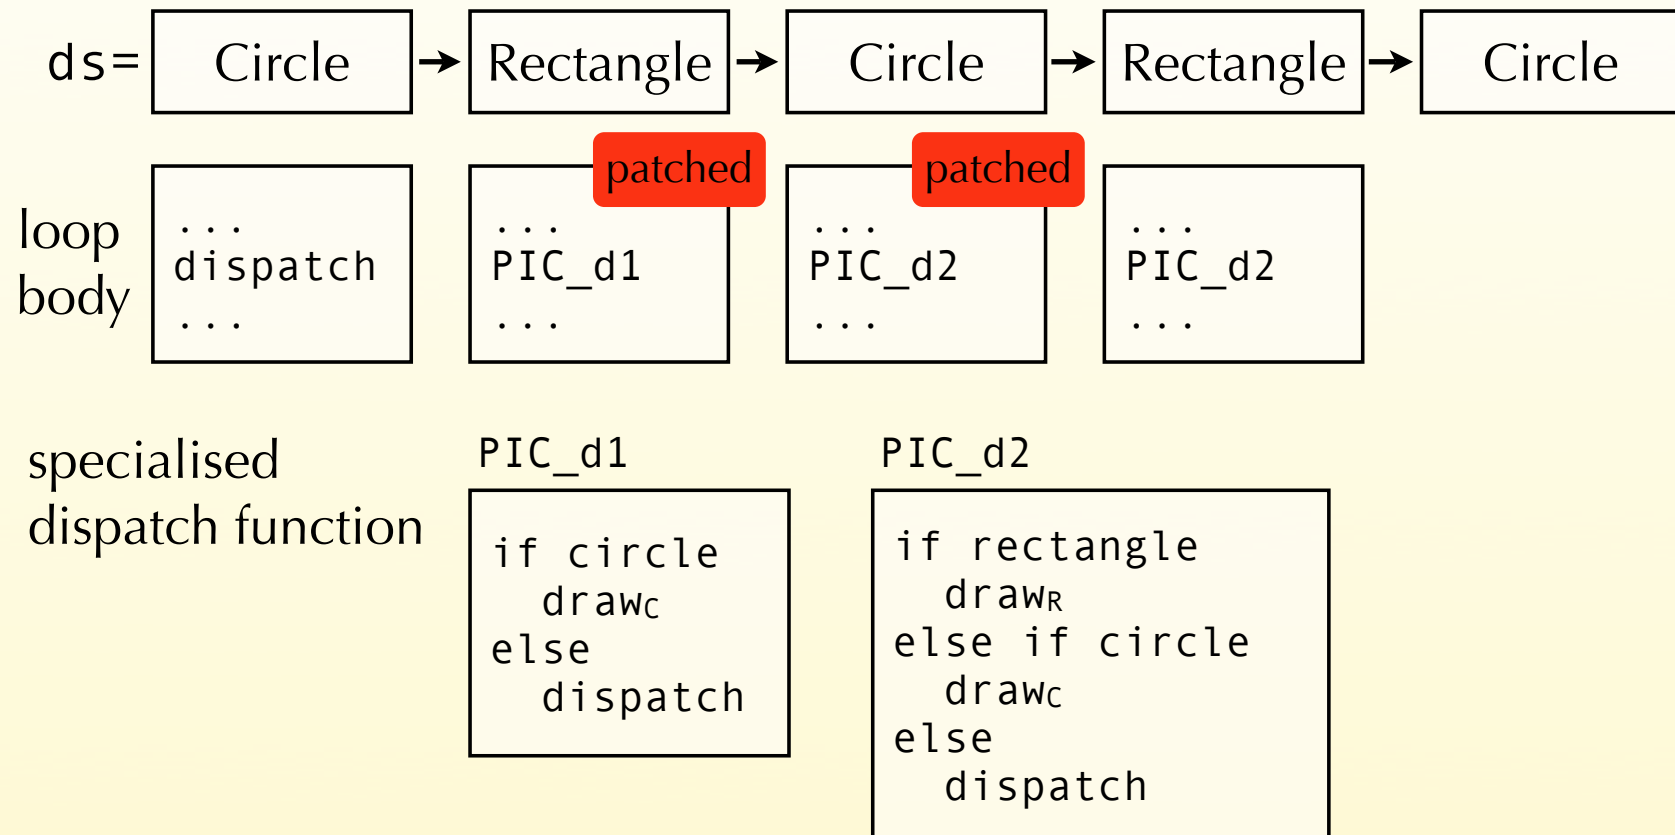 ds= Circle Rectangle Circle Rectangle Circle
patched patched
loop
body
...
dispatch
...
...
PIC_d1
...
...
PIC_d2
...
...
PIC_d2
...
specialised
dispatch function
PIC_d1
if circle
drawC
else
dispatch
PIC_d2
if rectangle
drawR
else if circle
drawC
else
dispatch